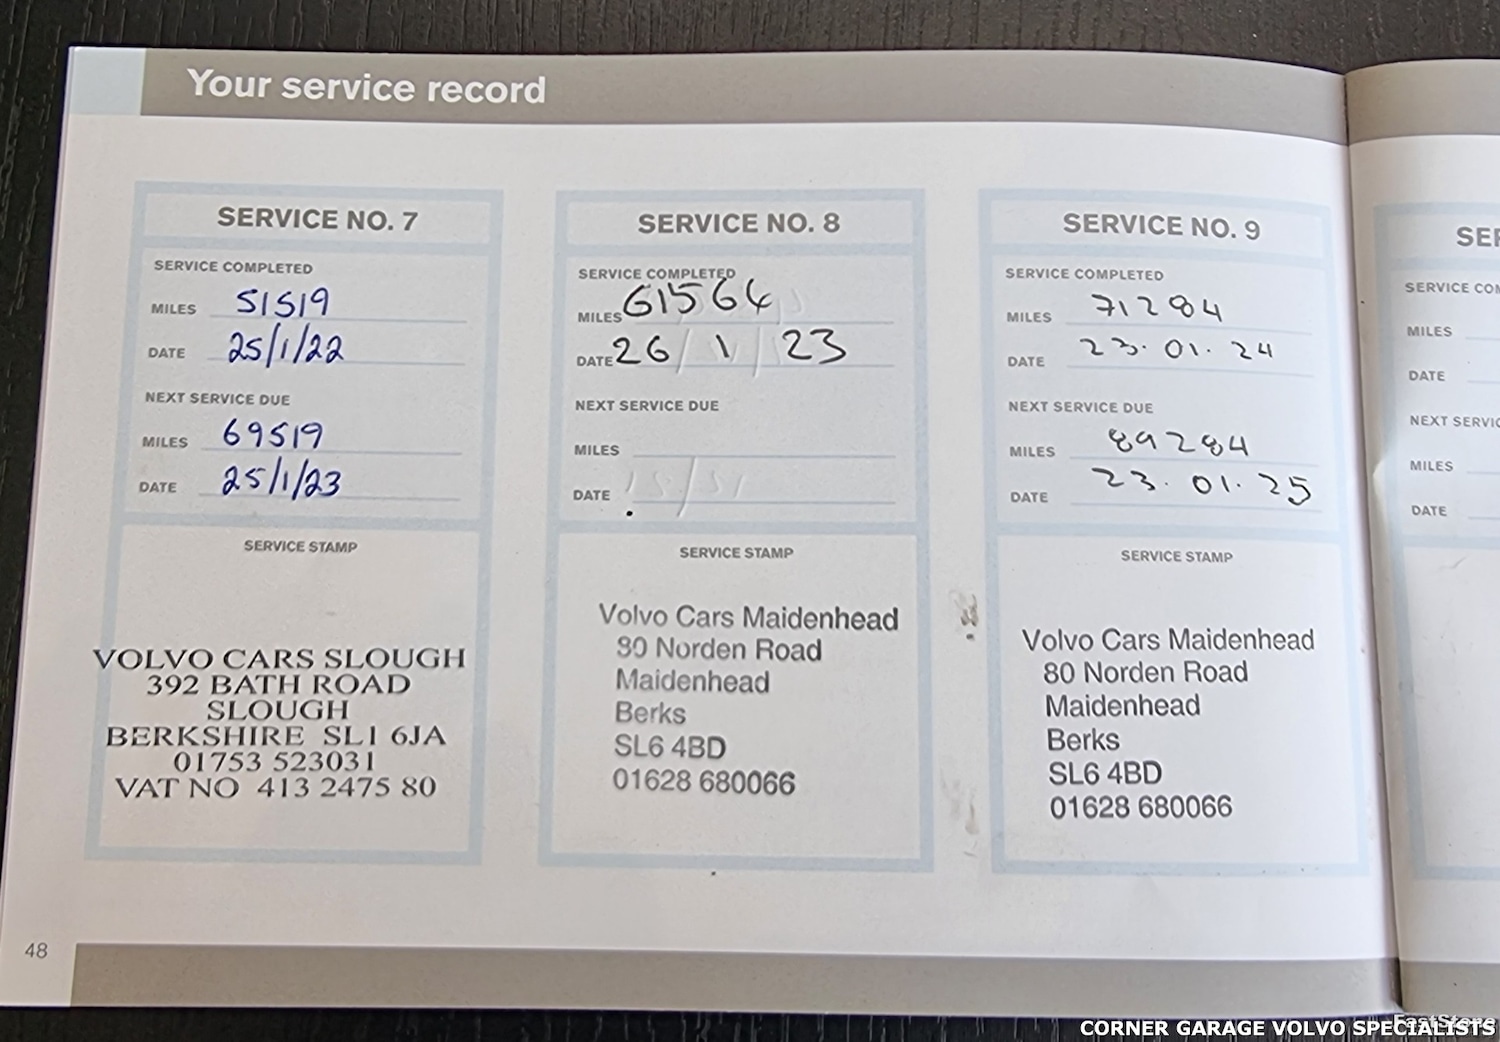 Your service record
SERVICE NO. 7
SERVICE COMPLETED
MILES 51519
DATE 25/1/22
NEXT SERVICE DUE
MILES 69519
DATE 25/1/23
SERVICE STAMP
VOLVO CARS SLOUGH
392 BATH ROAD
SLOUGH
BERKSHIRE SL1 6JA
01753 523031
VAT NO 413 2475 80
SERVICE NO. 8
SERVICE COMPLETED
MILES 61564
DATE 26/1/23
NEXT SERVICE DUE
MILES
DATE
SERVICE STAMP
Volvo Cars Maidenhead
80 Norden Road
Maidenhead
Berks
SL6 4BD
01628 680066
SERVICE NO. 9
SERVICE COMPLETED
MILES 71284
DATE 23.01.24
NEXT SERVICE DUE
MILES 89284
DATE 23.01.25
SERVICE STAMP
Volvo Cars Maidenhead
80 Norden Road
Maidenhead
Berks
SL6 4BD
01628 680066
SERVICE
MILES
DATE
MILES
DATE
48
CORNER GARAGE VOLVO SPECIALISTS